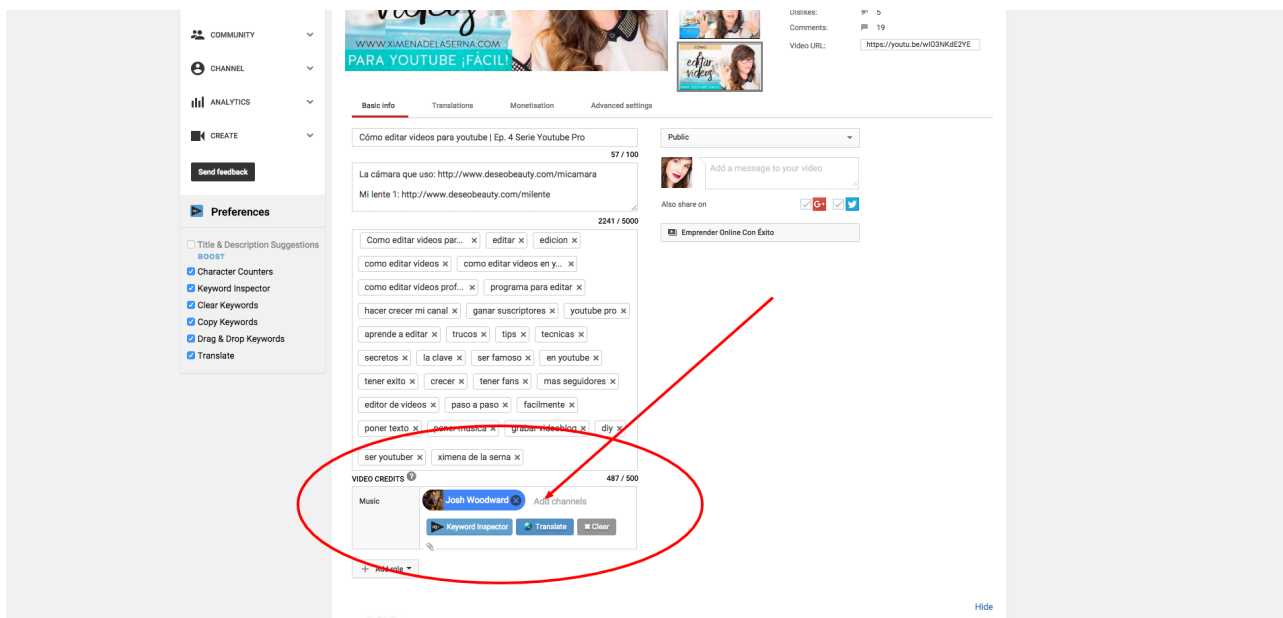 COMMUNITY
CHANNEL
ANALYTICS
CREATE
Send feedback
Preferences
Title & Description Suggestions
BOOST
Character Counters
Keyword Inspector
Clear Keywords
Copy Keywords
Drag & Drop Keywords
Translate
videos
WWW.XIMENADELASERNA.COM
PARA YOUTUBE ¡FÁCIL!
COMO
editar
videos
Dislikes: 5
Comments: 19
Video URL: https://youtu.be/wIO3NKdE2YE
Basic info Translations Monetisation Advanced settings
Cómo editar videos para youtube | Ep. 4 Serie Youtube Pro
57 / 100
La cámara que uso: http://www.deseobeauty.com/micamara
Mi lente 1: http://www.deseobeauty.com/milente
2241 / 5000
Como editar videos par... x editar x edicion x
como editar videos x como editar videos en y... x
como editar videos prof... x programa para editar x
hacer crecer mi canal x ganar suscriptores x youtube pro x
aprende a editar x trucos x tips x tecnicas x
secretos x la clave x ser famoso x en youtube x
tener exito x crecer x tener fans x mas seguidores x
editor de videos x paso a paso x facilmente x
poner texto x poner musica x grabar videoblog x diy x
ser youtuber x ximena de la serna x
VIDEO CREDITS ? 487 / 500
Music Josh Woodward x Add channels
Keyword Inspector Translate x Clear
+ Add role
Public
Add a message to your video
Also share on G+
Emprender Online Con Éxito
Hide